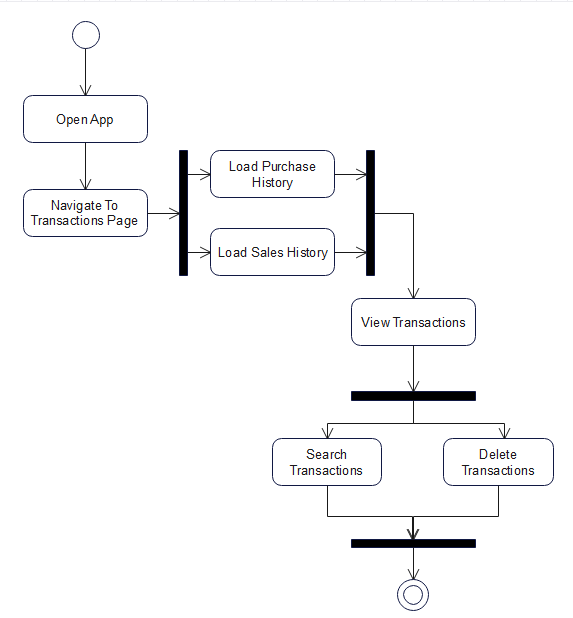 Open App
Navigate To
Transactions Page
Load Purchase
History
Load Sales History
View Transactions
Search
Transactions
Delete
Transactions